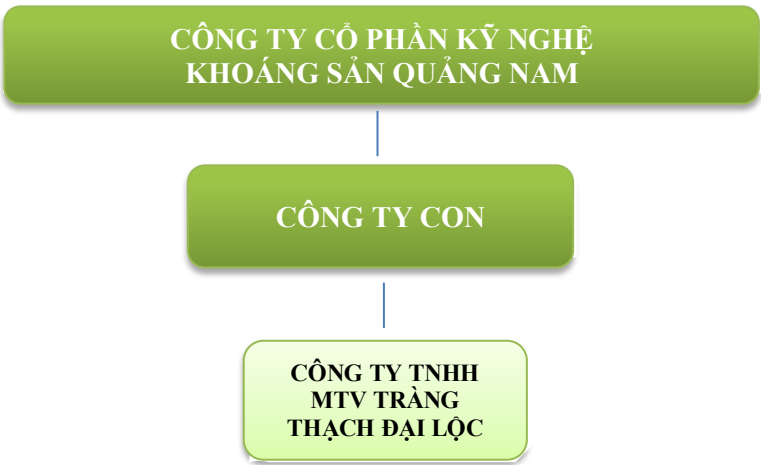 CÔNG TY CỔ PHẦN KỸ NGHỆ
KHOÁNG SẢN QUẢNG NAM
CÔNG TY CON
CÔNG TY TNHH
MTV TRÀNG
THẠCH ĐẠI LỘC